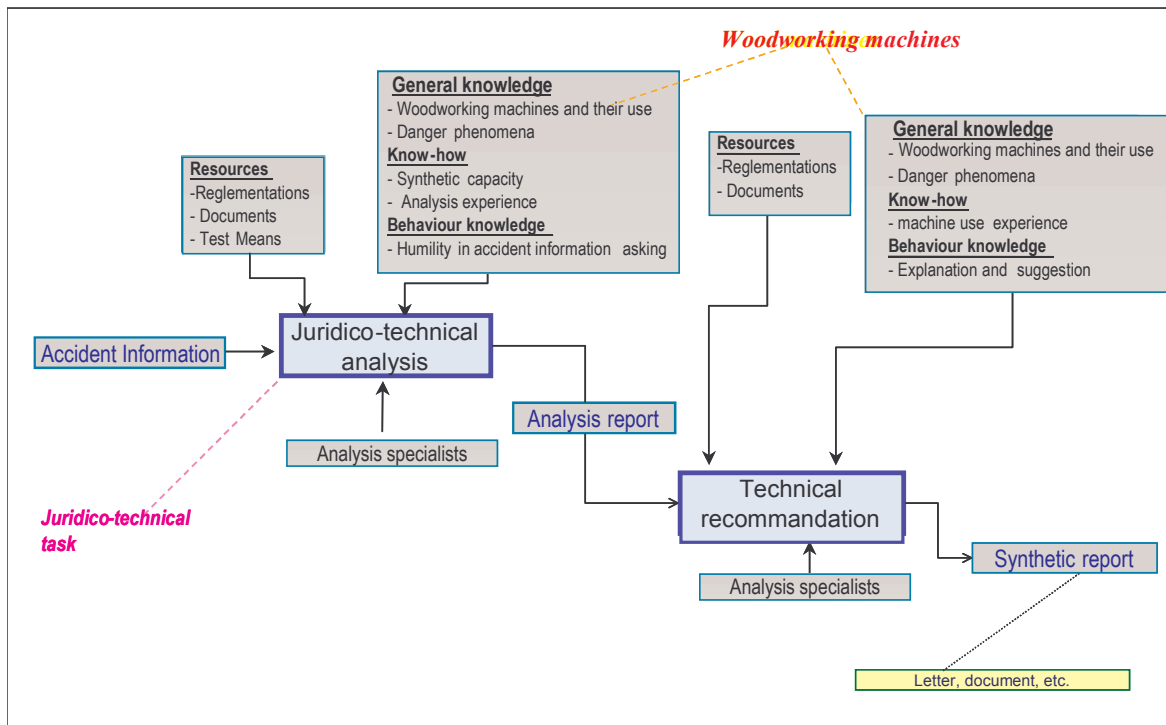 Woodworking machines
General knowledge
- Woodworking machines and their use
- Danger phenomena
Know-how
- Synthetic capacity
- Analysis experience
Behaviour knowledge
- Humility in accident information asking
Resources
-Reglementations
- Documents
- Test Means
Resources
-Reglementations
- Documents
General knowledge
- Woodworking machines and their use
- Danger phenomena
Know-how
- machine use experience
Behaviour knowledge
- Explanation and suggestion
Accident Information
Juridico-technical
analysis
Analysis report
Analysis specialists
Juridico-technical
task
Technical
recommandation
Analysis specialists
Synthetic report
Letter, document, etc.